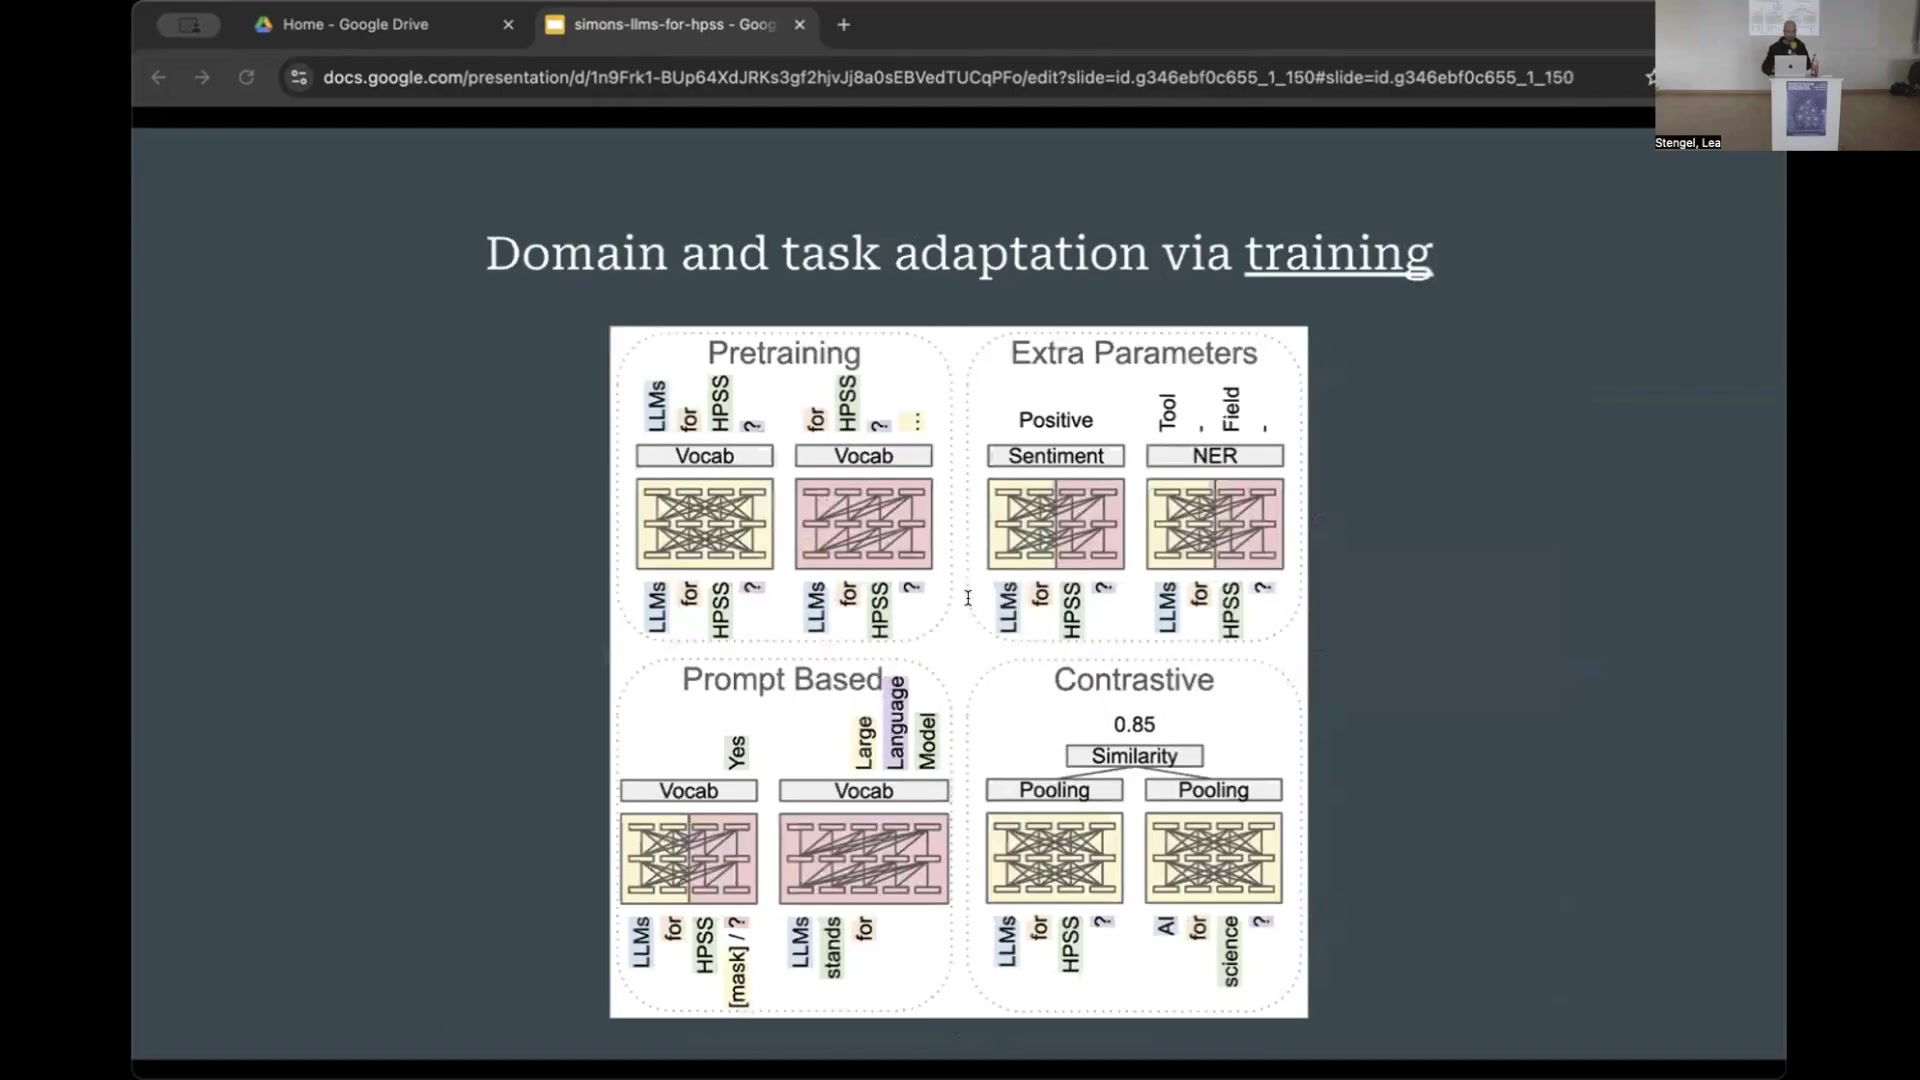 Home - Google Drive
simons-llms-for-hpss - Goog
docs.google.com/presentation/d/1n9Frk1-BUp64XdJRKs3gf2hjvJj8a0sEBVedTUCqPFo/edit?slide=id.g346ebf0c655_1_150#slide=id.g346ebf0c655_1_150
Stengel, Lea
Domain and task adaptation via training
Pretraining
LLMs for HPSS ?
for HPSS ? ...
Vocab
Vocab
LLMs for HPSS ?
LLMs for HPSS ?
Extra Parameters
Positive
Tool - Field -
Sentiment
NER
LLMs for HPSS ?
LLMs for HPSS ?
Prompt Based
Yes
Large Language Model
Vocab
Vocab
LLMs for HPSS [mask] / ?
LLMs stands for
Contrastive
0.85
Similarity
Pooling
Pooling
LLMs for HPSS ?
AI for science ?